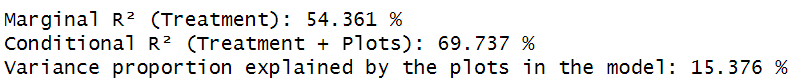 Marginal R² (Treatment): 54.361 %
Conditional R² (Treatment + Plots): 69.737 %
Variance proportion explained by the plots in the model: 15.376 %